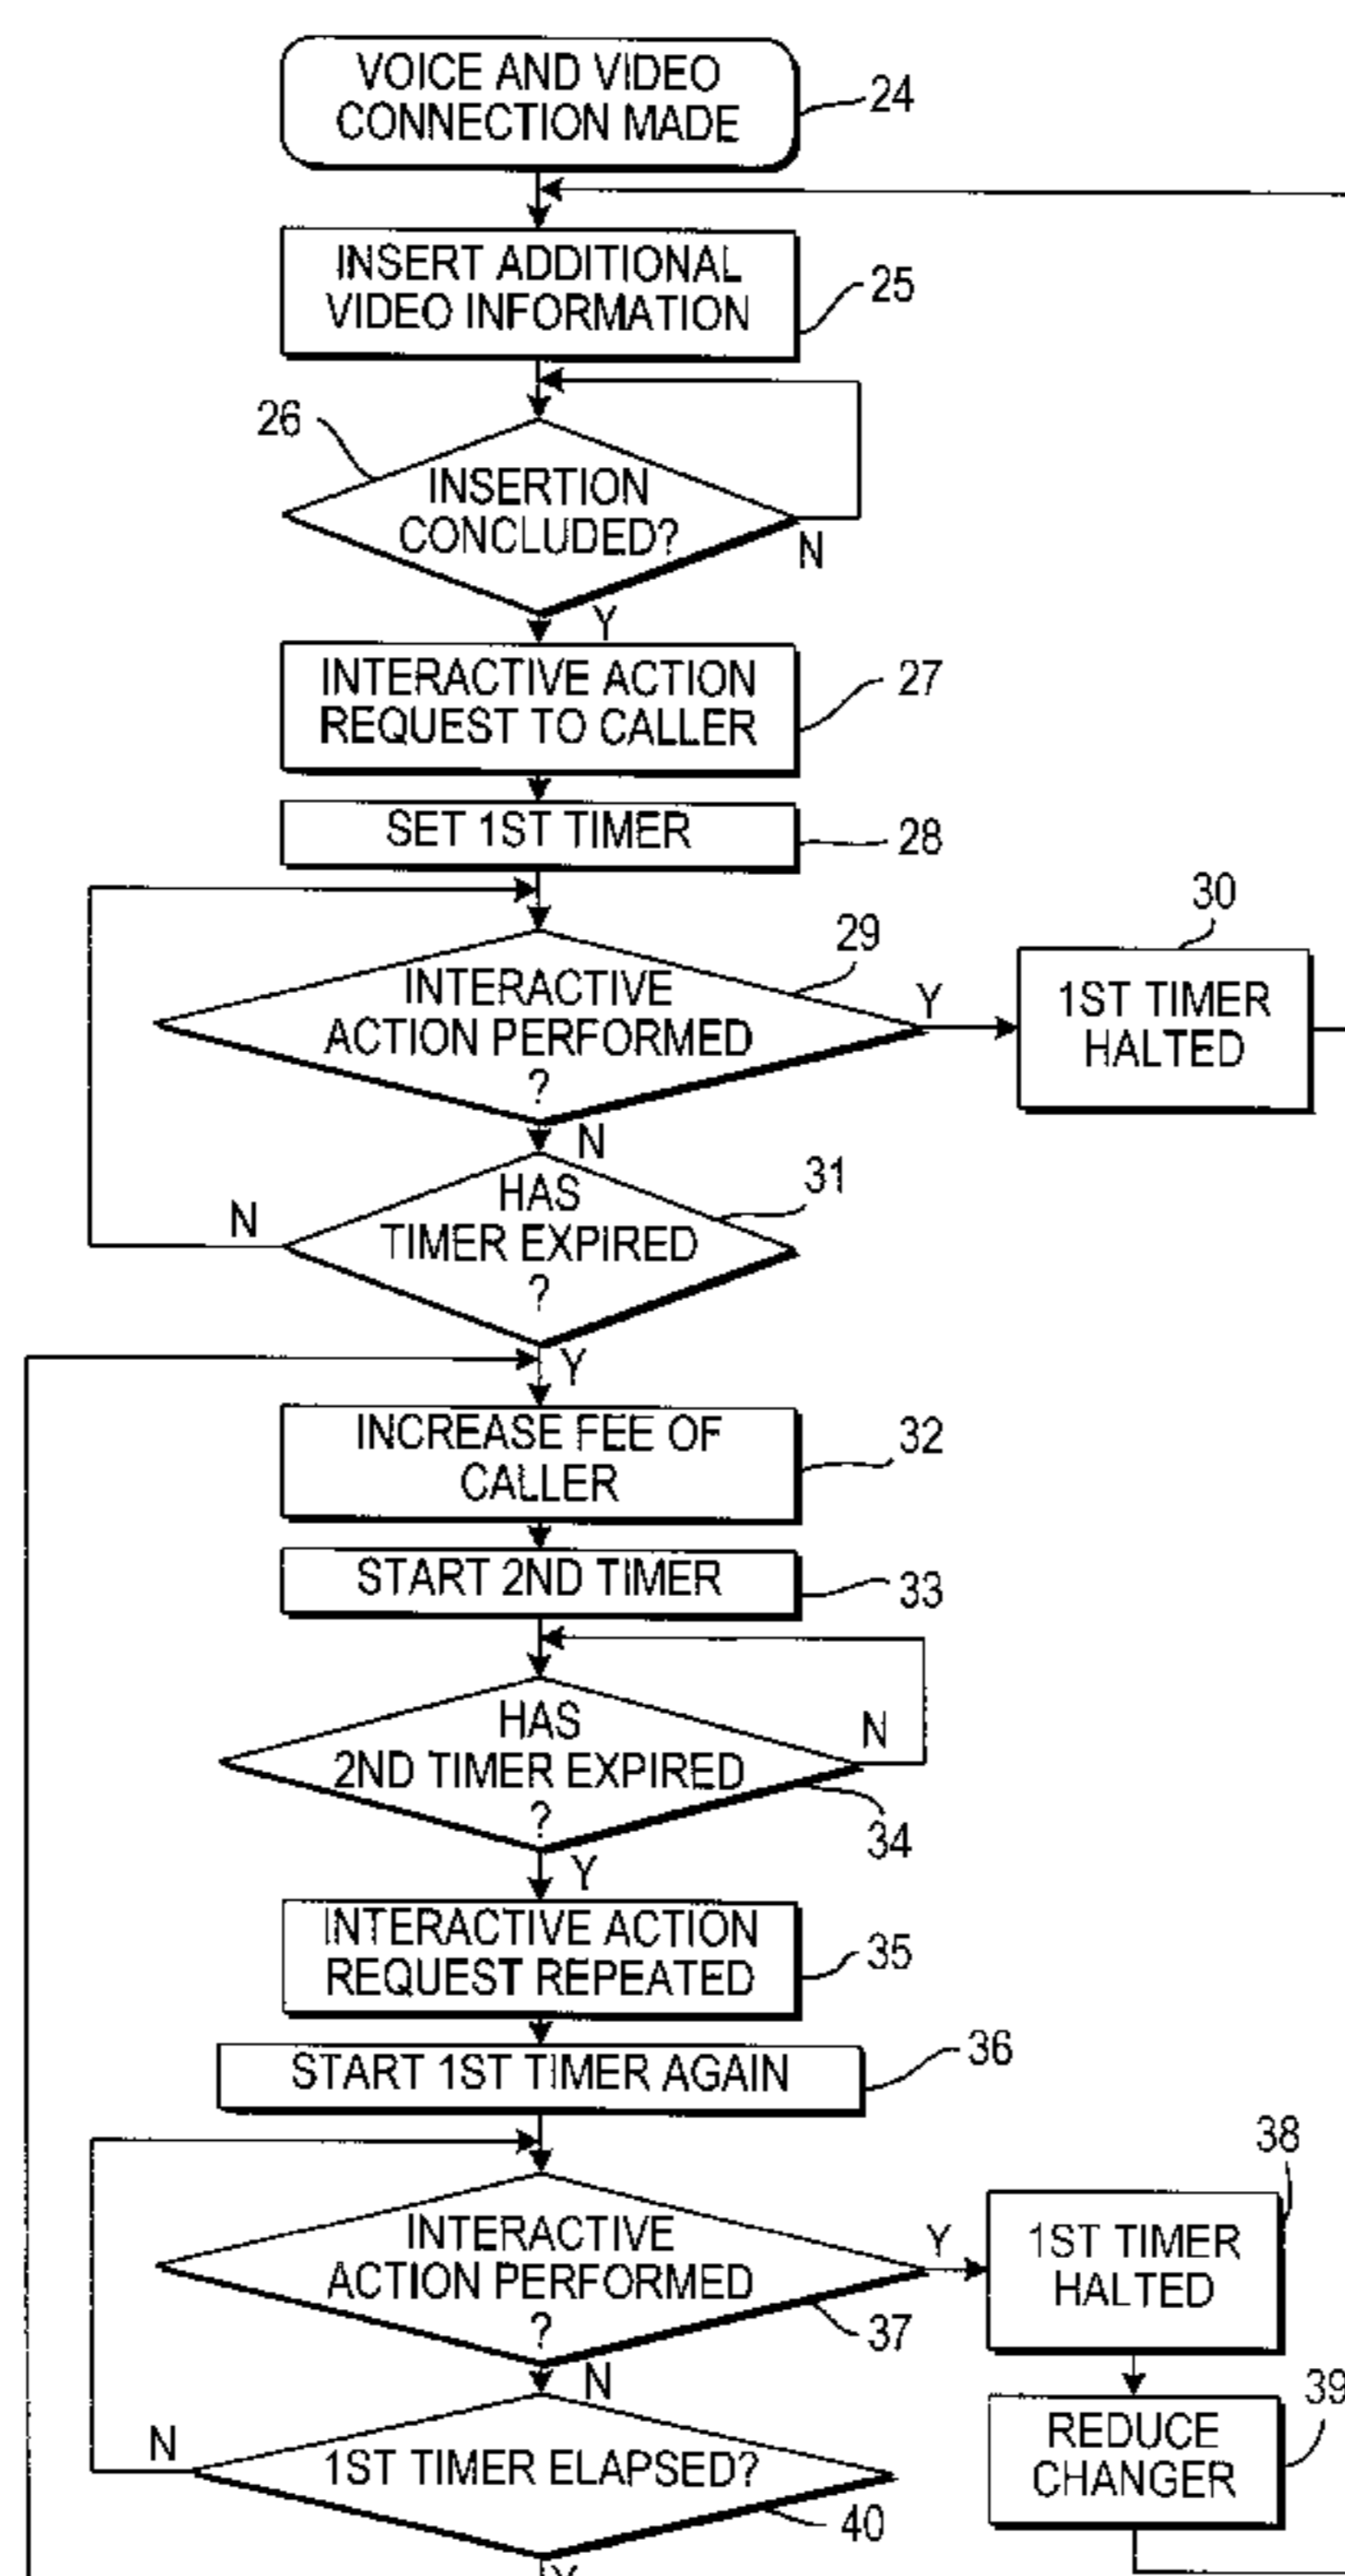 VOICE AND VIDEO
CONNECTION MADE
24
INSERT ADDITIONAL
VIDEO INFORMATION
25
26
INSERTION
CONCLUDED?
N
Y
INTERACTIVE ACTION
REQUEST TO CALLER
27
SET 1ST TIMER
28
29
INTERACTIVE
ACTION PERFORMED
?
Y
30
1ST TIMER
HALTED
N
31
HAS
TIMER EXPIRED
?
N
Y
INCREASE FEE OF
CALLER
32
START 2ND TIMER
33
HAS
2ND TIMER EXPIRED
?
N
34
Y
INTERACTIVE ACTION
REQUEST REPEATED
35
START 1ST TIMER AGAIN
36
INTERACTIVE
ACTION PERFORMED
?
37
Y
38
1ST TIMER
HALTED
N
39
REDUCE
CHANGER
N
1ST TIMER ELAPSED?
40
Y